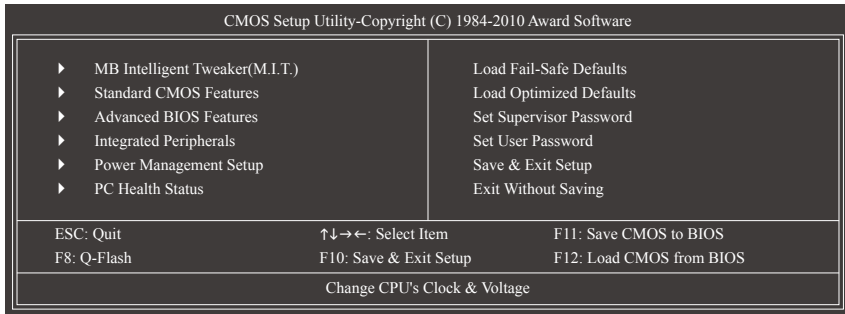 CMOS Setup Utility-Copyright (C) 1984-2010 Award Software
MB Intelligent Tweaker(M.I.T.)
Standard CMOS Features
Advanced BIOS Features
Integrated Peripherals
Power Management Setup
PC Health Status
Load Fail-Safe Defaults
Load Optimized Defaults
Set Supervisor Password
Set User Password
Save & Exit Setup
Exit Without Saving
ESC: Quit ↑↓→←: Select Item F11: Save CMOS to BIOS
F8: Q-Flash F10: Save & Exit Setup F12: Load CMOS from BIOS
Change CPU's Clock & Voltage